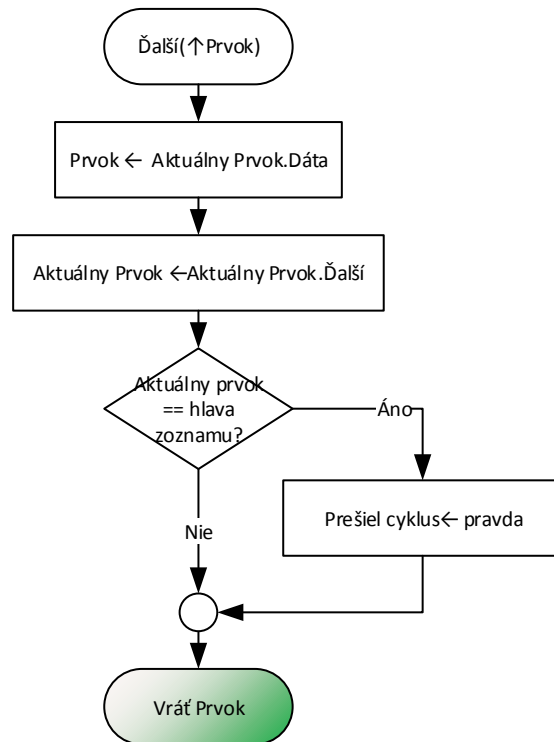 Ďalší(↑Prvok)
Prvok ← Aktuálny Prvok.Dáta
Aktuálny Prvok ←Aktuálny Prvok.Ďalší
Aktuálny prvok
== hlava
zoznamu?
Áno
Prešiel cyklus← pravda
Nie
Vráť Prvok